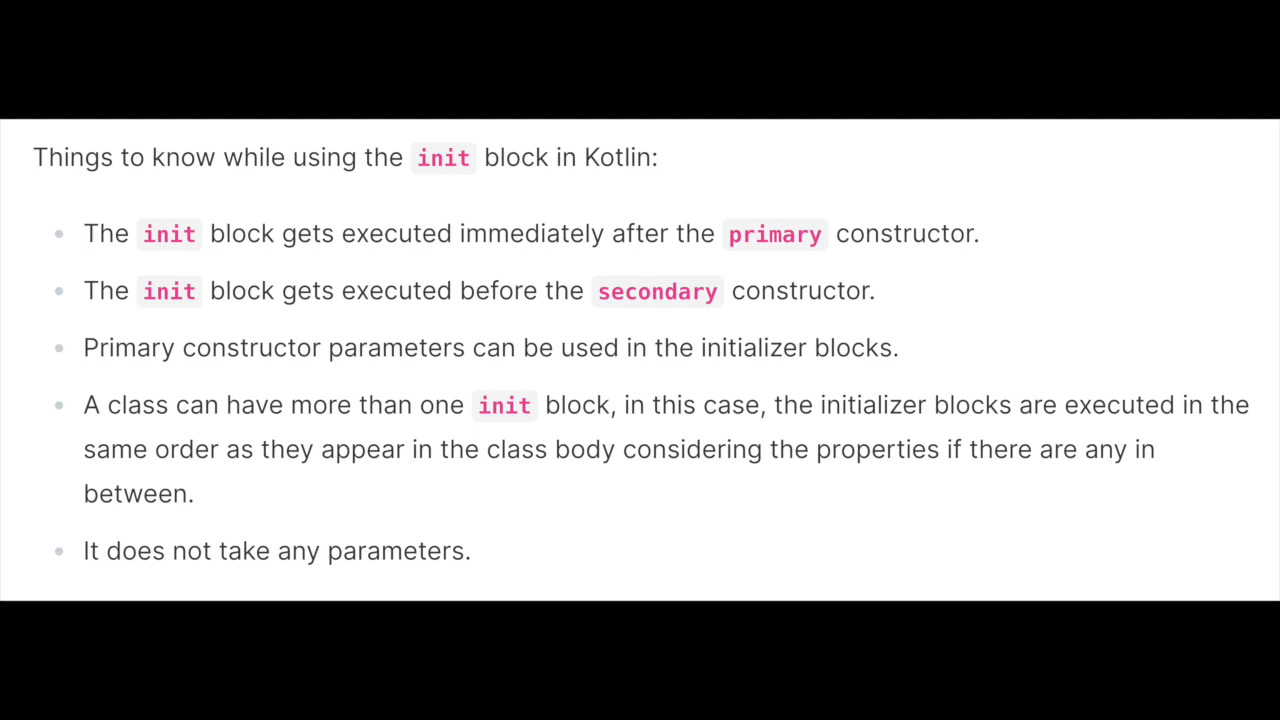 Things to know while using the init block in Kotlin:
The init block gets executed immediately after the primary constructor.
The init block gets executed before the secondary constructor.
Primary constructor parameters can be used in the initializer blocks.
A class can have more than one init block, in this case, the initializer blocks are executed in the
same order as they appear in the class body considering the properties if there are any in
between.
It does not take any parameters.